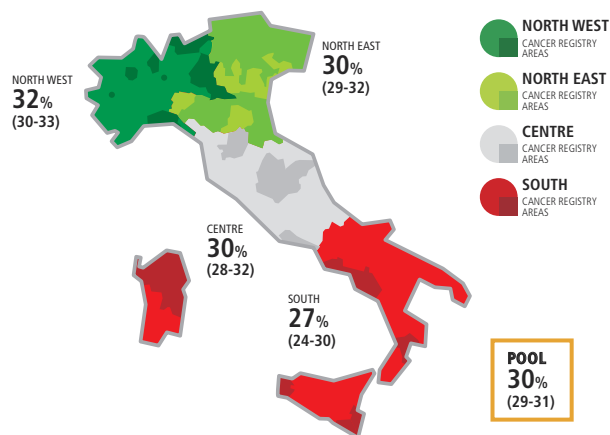 NORTH WEST
32%
(30-33)
NORTH EAST
30%
(29-32)
CENTRE
30%
(28-32)
SOUTH
27%
(24-30)
NORTH WEST
CANCER REGISTRY
AREAS
NORTH EAST
CANCER REGISTRY
AREAS
CENTRE
CANCER REGISTRY
AREAS
SOUTH
CANCER REGISTRY
AREAS
POOL
30%
(29-31)